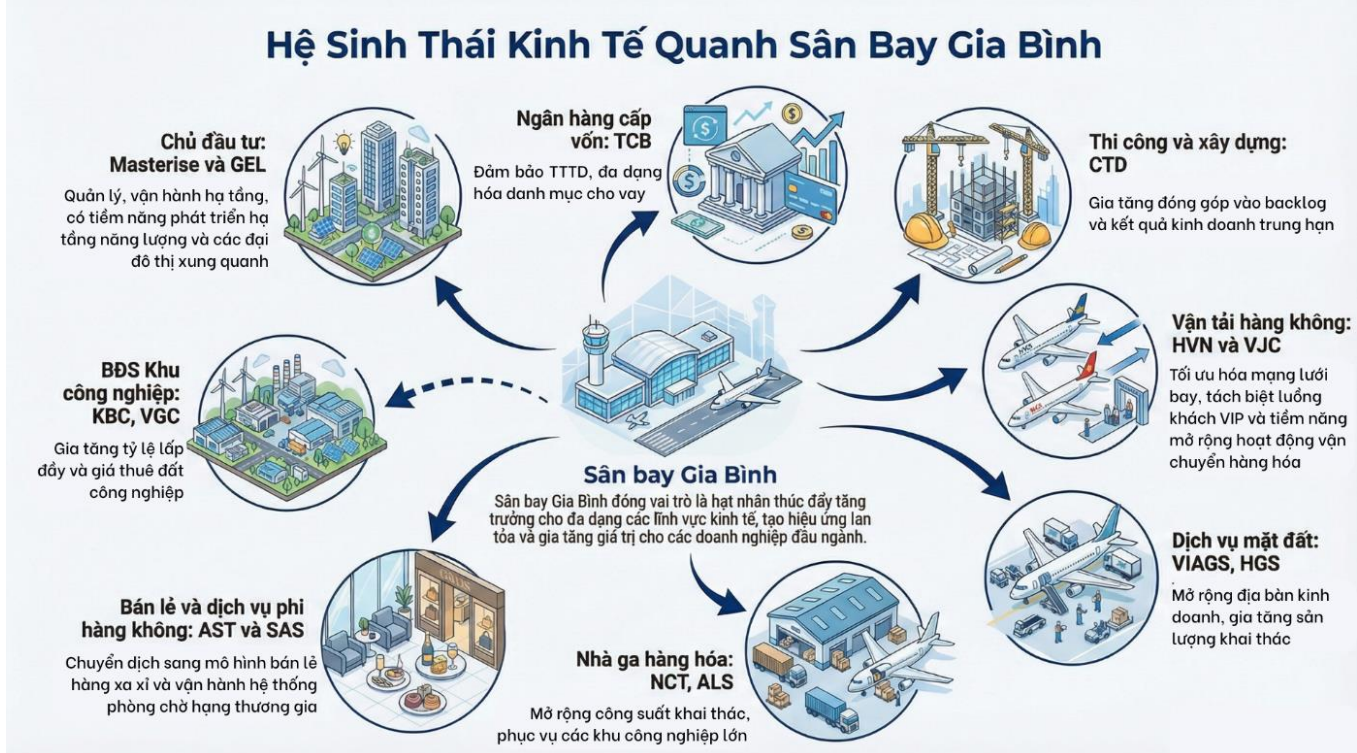 Hệ Sinh Thái Kinh Tế Quanh Sân Bay Gia Bình
Chủ đầu tư:
Masterise và GEL
Quản lý, vận hành hạ tầng,
có tiềm năng phát triển hạ
tầng năng lượng và các đại
đô thị xung quanh
Ngân hàng cấp
vốn: TCB
Đảm bảo TTTD, đa dạng
hóa danh mục cho vay
Thi công và xây dựng:
CTD
Gia tăng đóng góp vào backlog
và kết quả kinh doanh trung hạn
Vận tải hàng không:
HVN và VJC
Tối ưu hóa mạng lưới
bay, tách biệt luồng
khách VIP và tiềm năng
mở rộng hoạt động vận
chuyển hàng hóa
BĐS Khu
công nghiệp:
KBC, VGC
Gia tăng tỷ lệ lấp
đầy và giá thuê đất
công nghiệp
Sân bay Gia Bình
Sân bay Gia Bình đóng vai trò là hạt nhân thúc đẩy tăng
trưởng cho đa dạng các lĩnh vực kinh tế, tạo hiệu ứng lan
tỏa và gia tăng giá trị cho các doanh nghiệp đầu ngành.
Dịch vụ mặt đất:
VIAGS, HGS
Mở rộng địa bàn kinh
doanh, gia tăng sản
lượng khai thác
Bán lẻ và dịch vụ phi
hàng không: AST và SAS
Chuyển dịch sang mô hình bán lẻ
hàng xa xỉ và vận hành hệ thống
phòng chờ hạng thương gia
Nhà ga hàng hóa:
NCT, ALS
Mở rộng công suất khai thác,
phục vụ các khu công nghiệp lớn